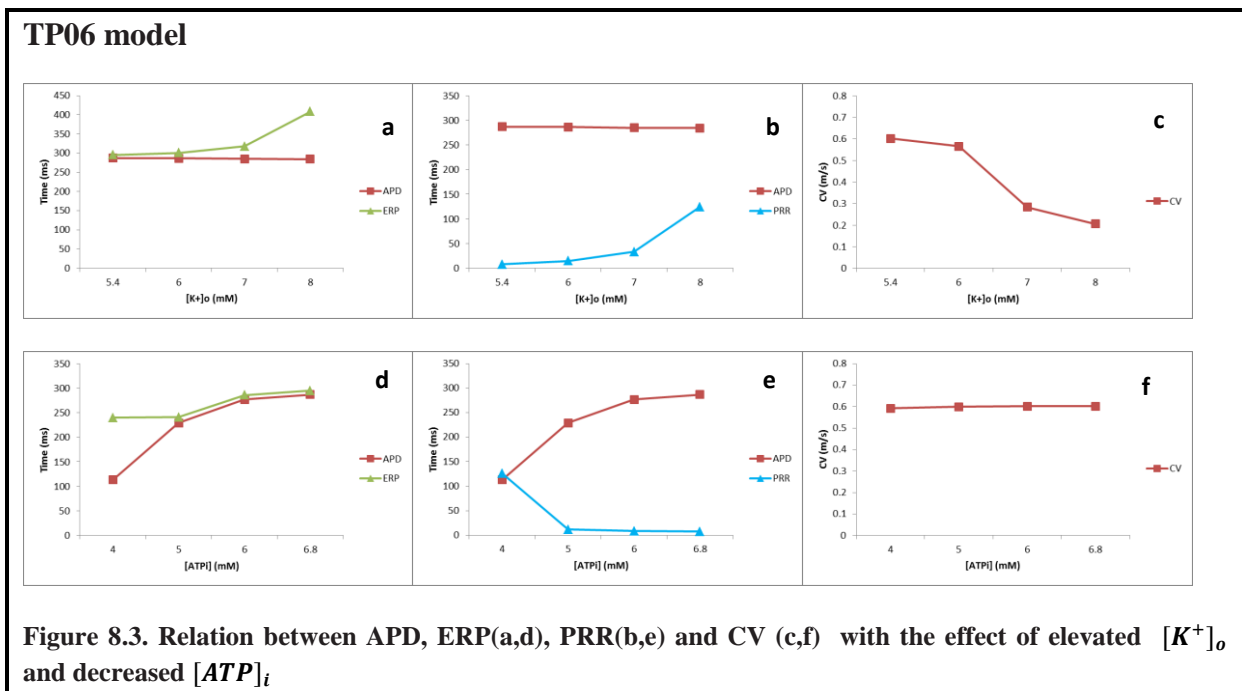 TP06 model
450
400
350
300
250
200
150
100
50
0
Time (ms)
5.4 6 7 8
[K+]o (mM)
a
APD
ERP
350
300
250
200
150
100
50
0
Time (ms)
5.4 6 7 8
[K+]o (mM)
b
APD
PRR
0.8
0.7
0.6
0.5
0.4
0.3
0.2
0.1
0
CV (m/s)
5.4 6 7 8
[K+]o (mM)
c
CV
350
300
250
200
150
100
50
0
Time (ms)
4 5 6 6.8
[ATPi] (mM)
d
APD
ERP
350
300
250
200
150
100
50
0
Time (ms)
4 5 6 6.8
[ATPi] (mM)
e
APD
PRR
0.8
0.7
0.6
0.5
0.4
0.3
0.2
0.1
0
CV (m/s)
4 5 6 6.8
[ATPi] (mM)
f
CV
Figure 8.3. Relation between APD, ERP(a,d), PRR(b,e) and CV (c,f) with the effect of elevated [K⁺]ₒ
and decreased [ATP]ᵢ